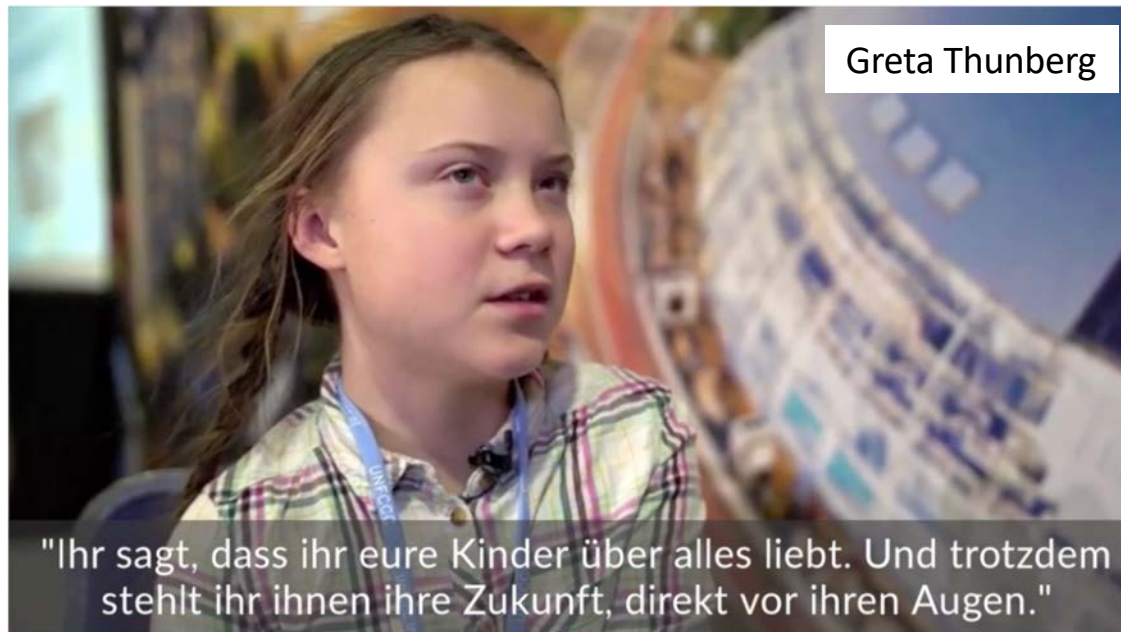 Greta Thunberg
UNFCCC
"Ihr sagt, dass ihr eure Kinder über alles liebt. Und trotzdem
stehlt ihr ihnen ihre Zukunft, direkt vor ihren Augen."